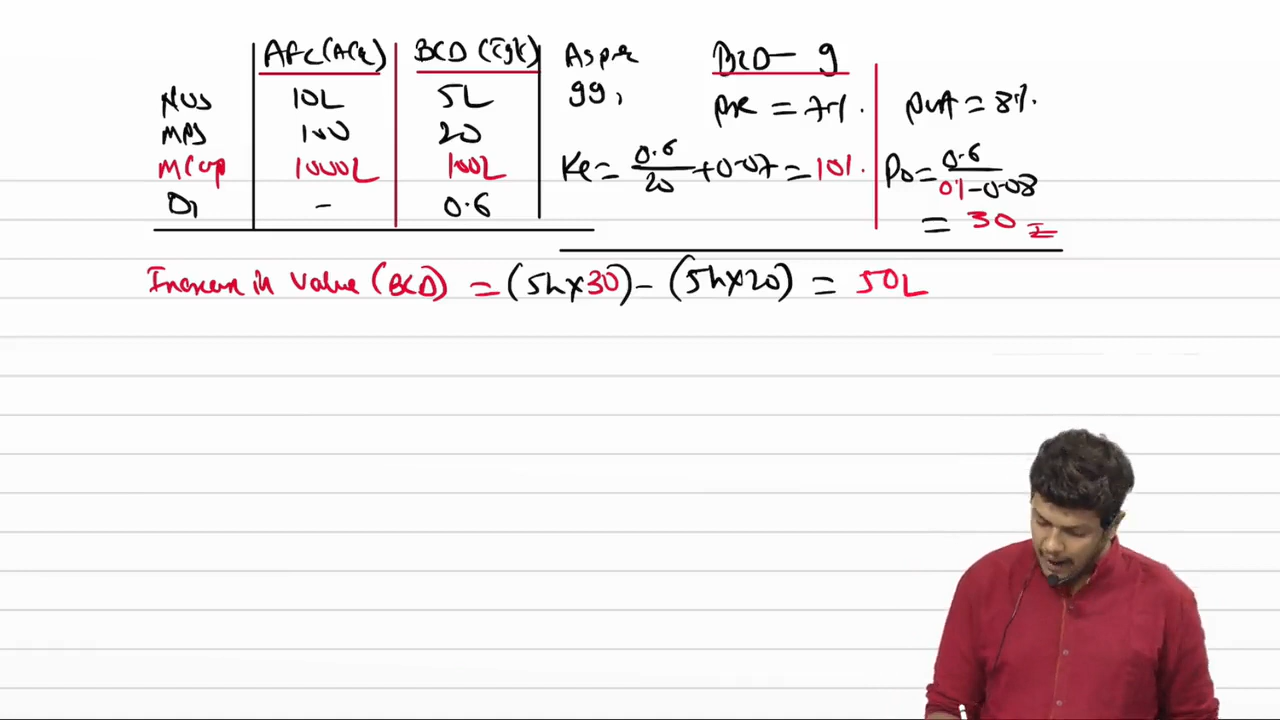 AFC (ACQ) BCD (Tgt)
NOS 10L 5L
MPS 100 20
MCap 1000L 100L
D1 - 0.6
As per
99,
BCD - g
pre = 7%.
Ke = 0.6/20 + 0.07 = 10%.
post = 8%.
P0 = 0.6/0.1-0.08
= 30
Increase in Value (BCD) = (5L×30) - (5L×20) = 50L